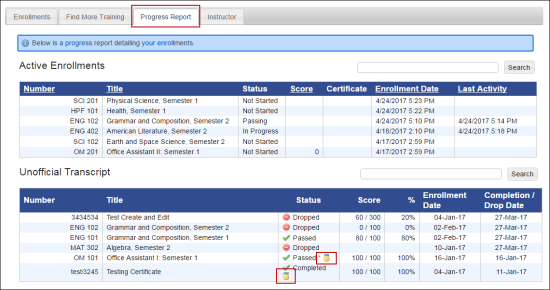 Enrollments Find More Training Progress Report Instructor
Below is a progress report detailing your enrollments.
Active Enrollments Search
Number Title Status Score Certificate Enrollment Date Last Activity
SCI 201 Physical Science, Semester 1 Not Started 4/24/2017 5:23 PM
HPF 101 Health, Semester 1 Not Started 4/24/2017 5:22 PM
ENG 102 Grammar and Composition, Semester 2 Passing 4/24/2017 5:10 PM 4/24/2017 5:14 PM
ENG 402 American Literature, Semester 2 In Progress 4/18/2017 2:10 PM 4/24/2017 5:18 PM
SCI 102 Earth and Space Science, Semester 2 Not Started 4/17/2017 2:59 PM
OM 201 Office Assistant II: Semester 1 Not Started 0 4/17/2017 2:59 PM
Unofficial Transcript Search
Number Title Status Score % Enrollment Date Completion / Drop Date
3434534 Test Create and Edit Dropped 60 / 300 20% 04-Jan-17 27-Mar-17
ENG 102 Grammar and Composition, Semester 2 Dropped 0 / 100 0% 02-Feb-17 27-Mar-17
ENG 101 Grammar and Composition, Semester 1 Passed 80 / 100 80% 02-Feb-17 27-Mar-17
MAT 302 Algebra, Semester 2 Dropped 10-Jan-17 27-Mar-17
OM 101 Office Assistant I: Semester 1 Passed * 100 / 100 100% 16-Jan-17 16-Jan-17
test3245 Testing Certificate Completed 100 / 100 100% 04-Jan-17 11-Jan-17